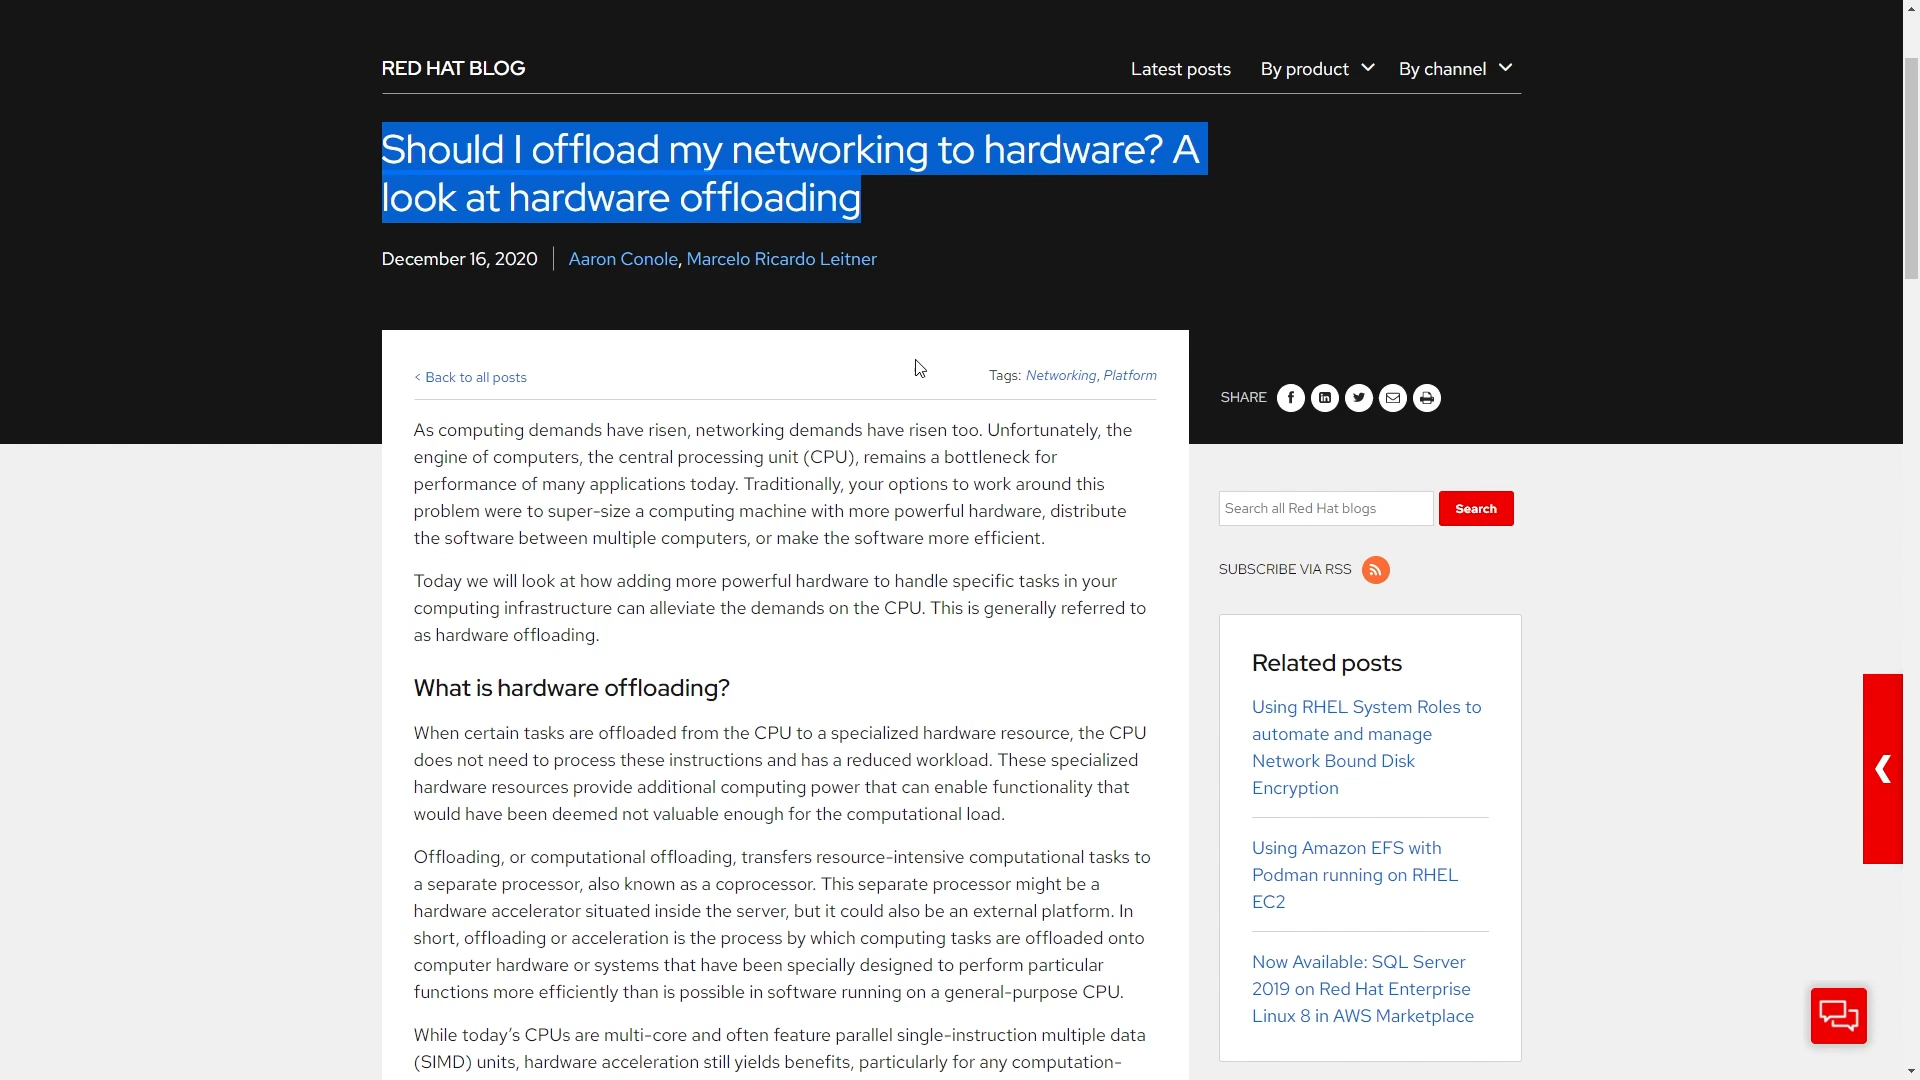 RED HAT BLOG
Latest posts
By product
By channel
Should I offload my networking to hardware? A
look at hardware offloading
December 16, 2020
Aaron Conole, Marcelo Ricardo Leitner
< Back to all posts
Tags: Networking, Platform
SHARE
As computing demands have risen, networking demands have risen too. Unfortunately, the
engine of computers, the central processing unit (CPU), remains a bottleneck for
performance of many applications today. Traditionally, your options to work around this
problem were to super-size a computing machine with more powerful hardware, distribute
the software between multiple computers, or make the software more efficient.
Today we will look at how adding more powerful hardware to handle specific tasks in your
computing infrastructure can alleviate the demands on the CPU. This is generally referred to
as hardware offloading.
What is hardware offloading?
When certain tasks are offloaded from the CPU to a specialized hardware resource, the CPU
does not need to process these instructions and has a reduced workload. These specialized
hardware resources provide additional computing power that can enable functionality that
would have been deemed not valuable enough for the computational load.
Offloading, or computational offloading, transfers resource-intensive computational tasks to
a separate processor, also known as a coprocessor. This separate processor might be a
hardware accelerator situated inside the server, but it could also be an external platform. In
short, offloading or acceleration is the process by which computing tasks are offloaded onto
computer hardware or systems that have been specially designed to perform particular
functions more efficiently than is possible in software running on a general-purpose CPU.
While today's CPUs are multi-core and often feature parallel single-instruction multiple data
(SIMD) units, hardware acceleration still yields benefits, particularly for any computation-
Search all Red Hat blogs
Search
SUBSCRIBE VIA RSS
Related posts
Using RHEL System Roles to
automate and manage
Network Bound Disk
Encryption
Using Amazon EFS with
Podman running on RHEL
EC2
Now Available: SQL Server
2019 on Red Hat Enterprise
Linux 8 in AWS Marketplace